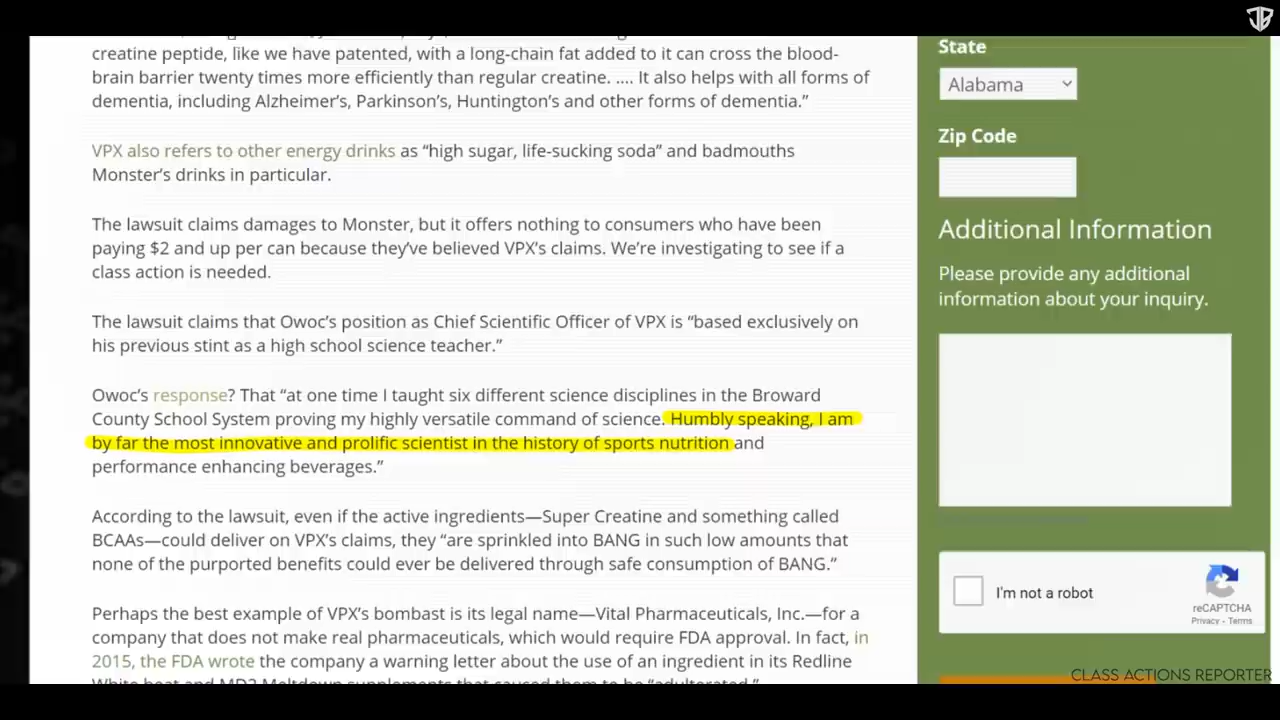 creatine peptide, like we have patented, with a long-chain fat added to it can cross the blood-
brain barrier twenty times more efficiently than regular creatine. .... It also helps with all forms of
dementia, including Alzheimer's, Parkinson's, Huntington's and other forms of dementia.”
VPX also refers to other energy drinks as “high sugar, life-sucking soda” and badmouths
Monster's drinks in particular.
The lawsuit claims damages to Monster, but it offers nothing to consumers who have been
paying $2 and up per can because they've believed VPX's claims. We're investigating to see if a
class action is needed.
The lawsuit claims that Owoc's position as Chief Scientific Officer of VPX is “based exclusively on
his previous stint as a high school science teacher.”
Owoc's response? That “at one time I taught six different science disciplines in the Broward
County School System proving my highly versatile command of science. Humbly speaking, I am
by far the most innovative and prolific scientist in the history of sports nutrition and
performance enhancing beverages.”
According to the lawsuit, even if the active ingredients—Super Creatine and something called
BCAAs—could deliver on VPX's claims, they “are sprinkled into BANG in such low amounts that
none of the purported benefits could ever be delivered through safe consumption of BANG.”
Perhaps the best example of VPX's bombast is its legal name—Vital Pharmaceuticals, Inc.—for a
company that does not make real pharmaceuticals, which would require FDA approval. In fact, in
2015, the FDA wrote the company a warning letter about the use of an ingredient in its Redline
White heat and MD2 Meltdown supplements that caused them to be “adulterated.”
State
Alabama
Zip Code
Additional Information
Please provide any additional
information about your inquiry.
I'm not a robot
reCAPTCHA
Privacy - Terms
CLASS ACTIONS REPORTER